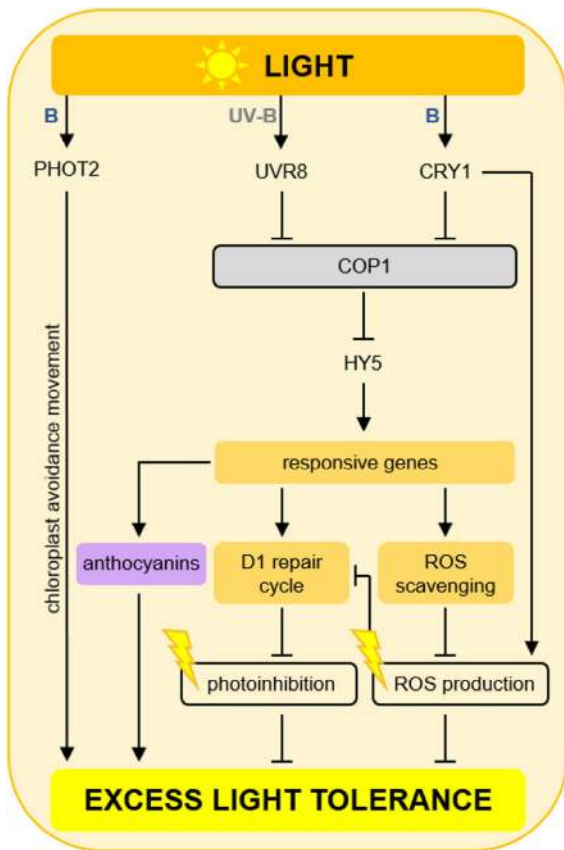 LIGHT
B
UV-B
B
PHOT2
UVR8
CRY1
COP1
HY5
chloroplast avoidance movement
responsive genes
anthocyanins
D1 repair
cycle
ROS
scavenging
photoinhibition
ROS production
EXCESS LIGHT TOLERANCE